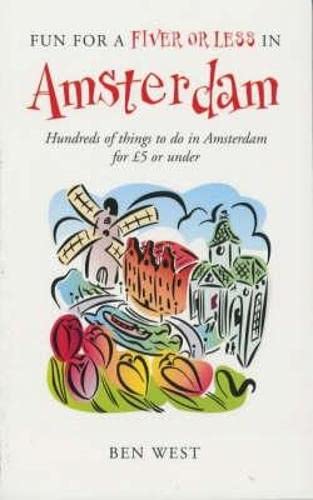 FUN FOR A FIVER OR LESS IN
Amsterdam
Hundreds of things to do in Amsterdam
for £5 or under
BEN WEST